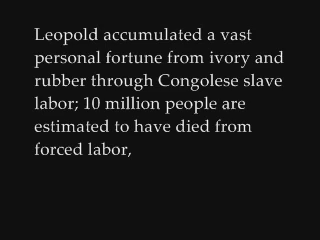 Leopold accumulated a vast
personal fortune from ivory and
rubber through Congolese slave
labor; 10 million people are
estimated to have died from
forced labor,